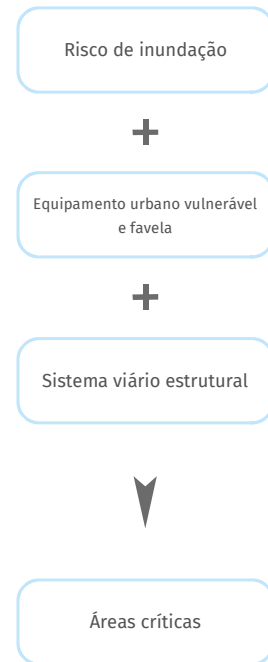 Risco de inundação
+
Equipamento urbano vulnerável
e favela
+
Sistema viário estrutural
Áreas críticas